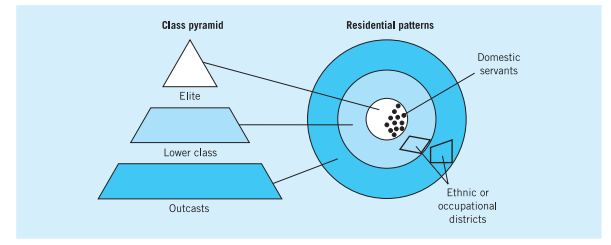 Class pyramid
Residential patterns
Domestic
servants
Elite
Lower class
Outcasts
Ethnic or
occupational
districts